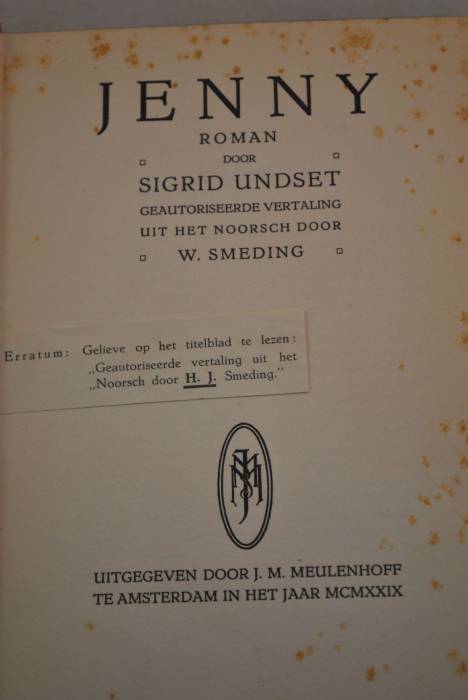 JENNY
ROMAN
DOOR
SIGRID UNDSET
GEAUTORISEERDE VERTALING
UIT HET NOORSCH DOOR
W. SMEDING
Erratum: Gelieve op het titelblad te lezen:
„Geautoriseerde vertaling uit het
„Noorsch door H. J. Smeding."
JMM
UITGEGEVEN DOOR J. M. MEULENHOFF
TE AMSTERDAM IN HET JAAR MCMXXIX